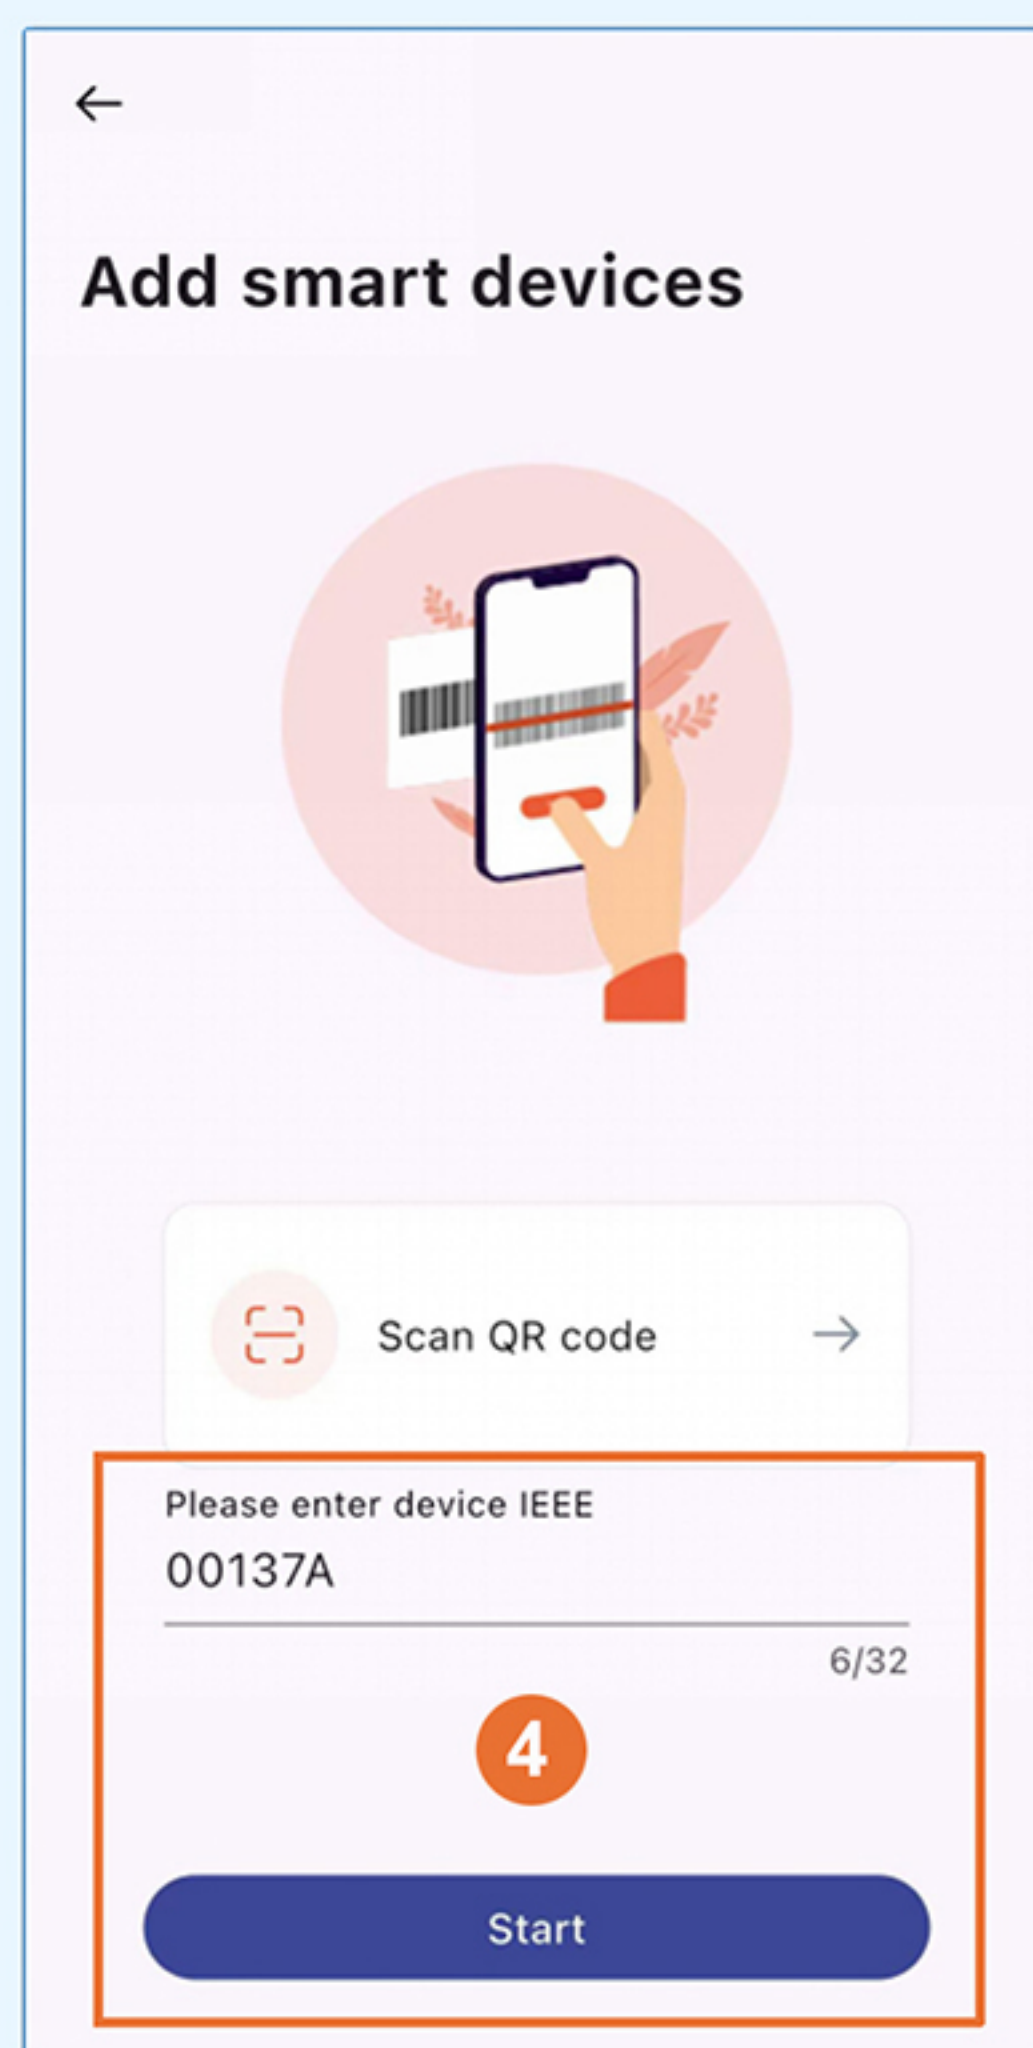 Add smart devices
Scan QR code
Please enter device IEEE
00137A
6/32
4
Start